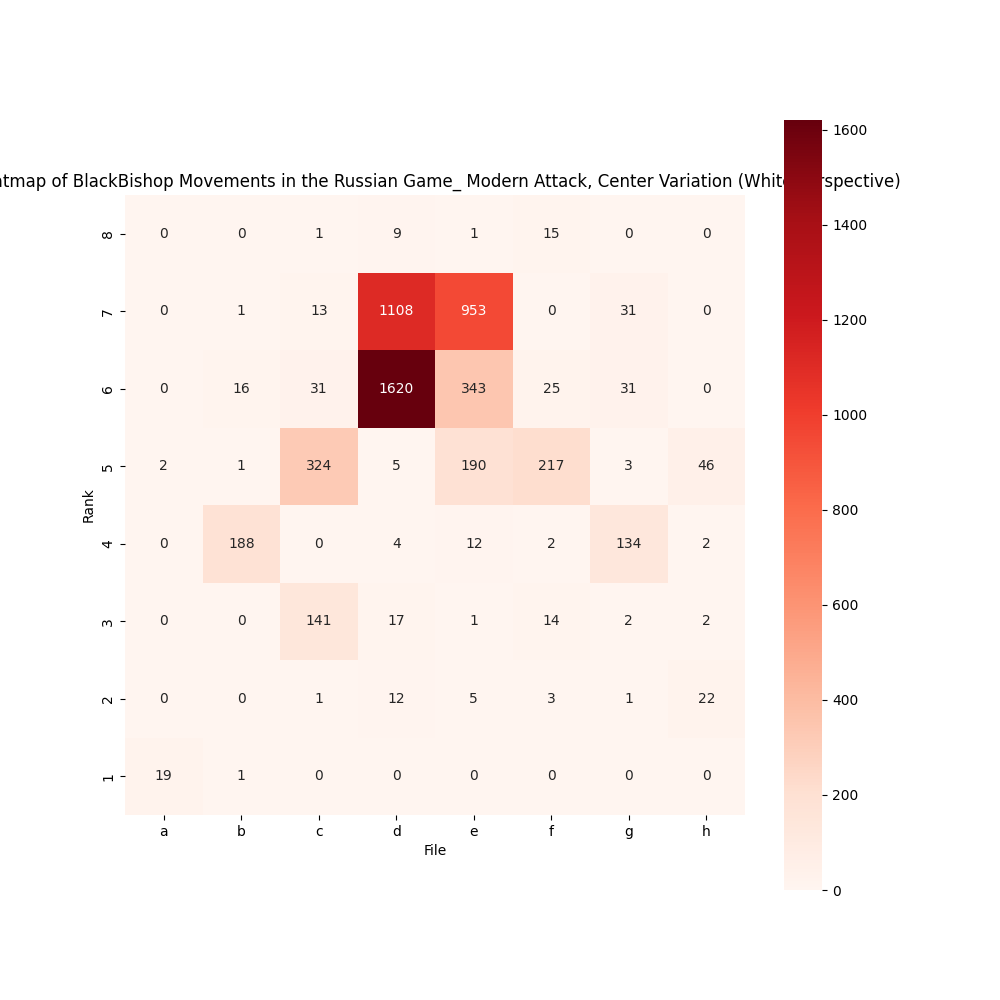 atmap of BlackBishop Movements in the Russian Game_ Modern Attack, Center Variation (White rspective)
1600
1400
1200
1000
800
600
400
200
0
Rank
8 0 0 1 9 1 15 0 0
7 0 1 13 1108 953 0 31 0
6 0 16 31 1620 343 25 31 0
5 2 1 324 5 190 217 3 46
4 0 188 0 4 12 2 134 2
3 0 0 141 17 1 14 2 2
2 0 0 1 12 5 3 1 22
1 19 1 0 0 0 0 0 0
a b c d e f g h
File